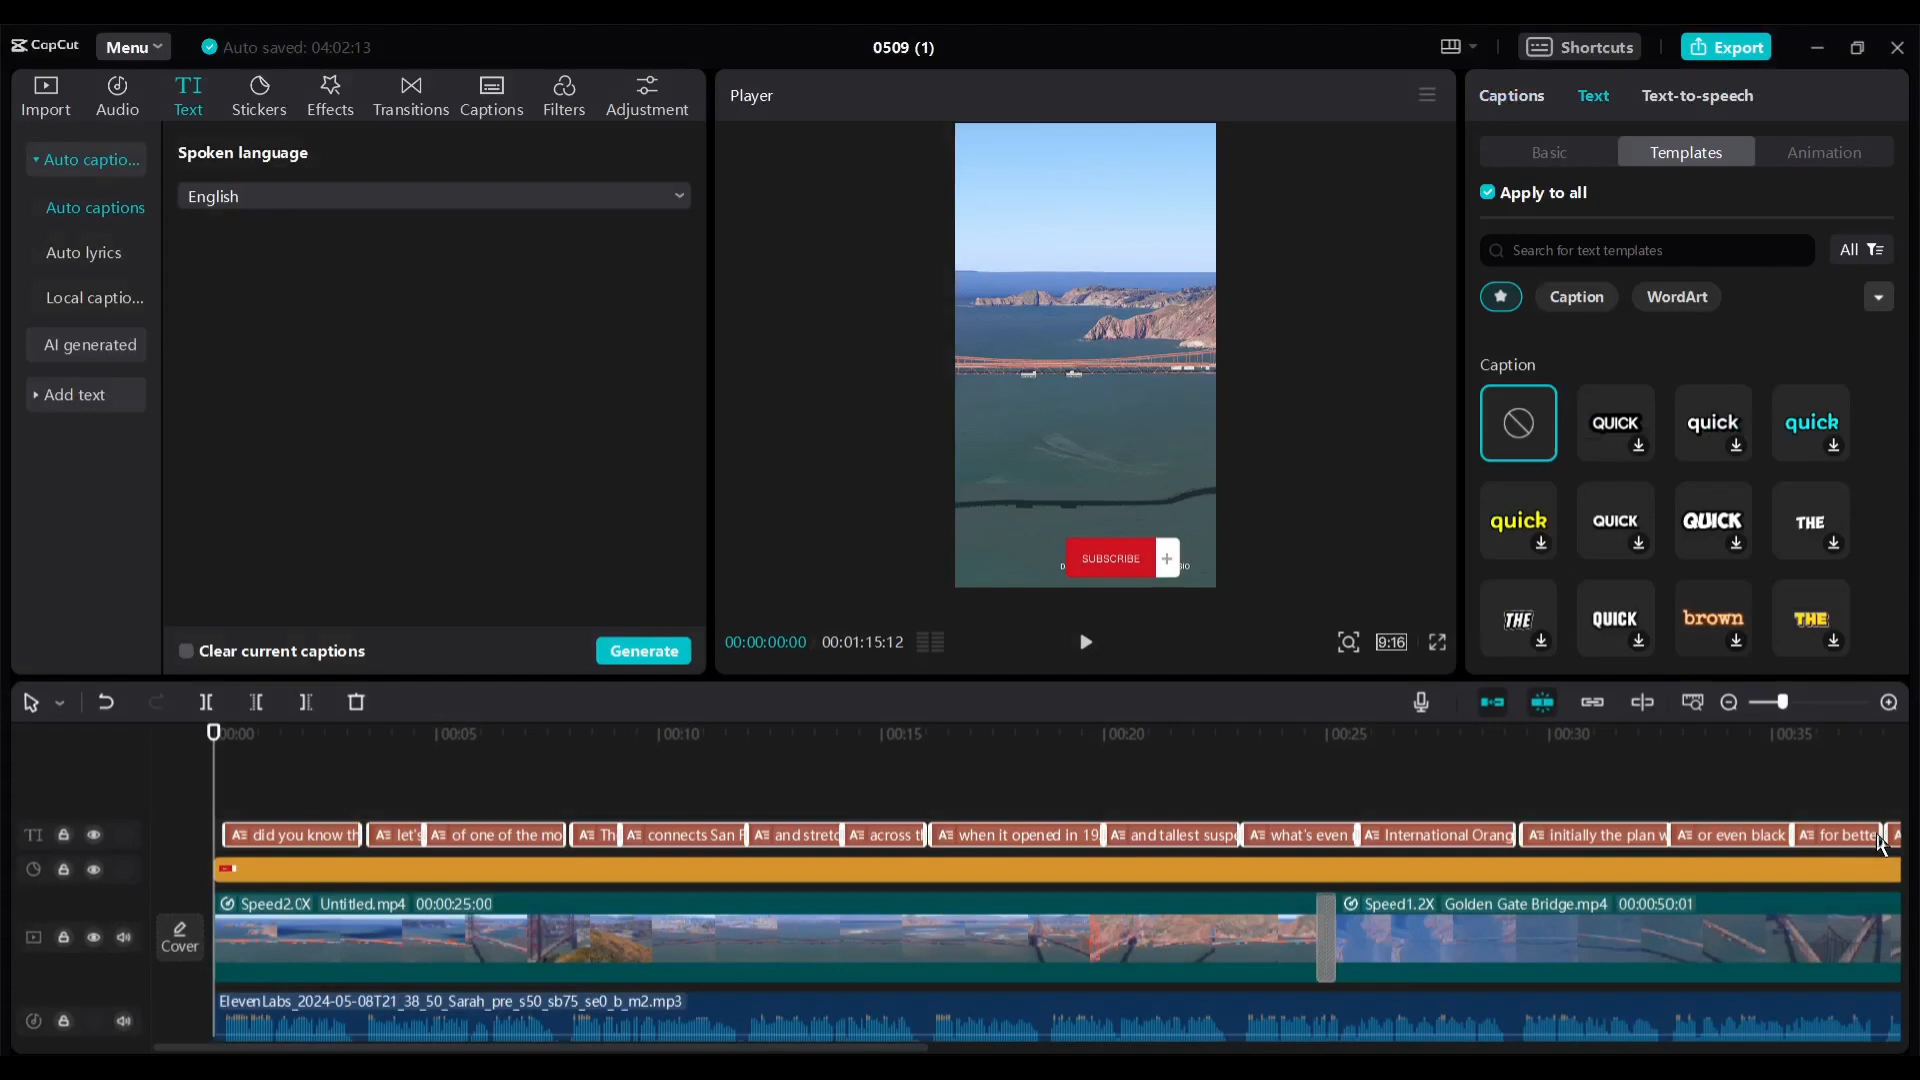 CapCut
Menu
Auto saved: 04:02:13
0509 (1)
Shortcuts
Export
Import
Audio
TI
Text
Stickers
Effects
Transitions
Captions
Filters
Adjustment
Auto captio...
Auto captions
Auto lyrics
Local captio...
AI generated
Add text
Spoken language
English
Clear current captions
Generate
Player
SUBSCRIBE
00:00:00:00
00:01:15:12
9:16
Captions
Text
Text-to-speech
Basic
Templates
Animation
Apply to all
Search for text templates
All
Caption
WordArt
Caption
QUICK
quick
quick
quick
QUICK
QUICK
THE
THE
QUICK
brown
THE
00:00
00:05
00:10
00:15
00:20
00:25
00:30
00:35
TI
did you know th
let's
of one of the mo
Th
connects San F
and stretc
across t
when it opened in 19
and tallest susp
what's even
International Orang
initially the plan w
or even black
for bette
Cover
Speed2.0X Untitled.mp4 00:00:25:00
Speed1.2X Golden Gate Bridge.mp4 00:00:50:01
ElevenLabs_2024-05-08T21_38_50_Sarah_pre_s50_sb75_se0_b_m2.mp3